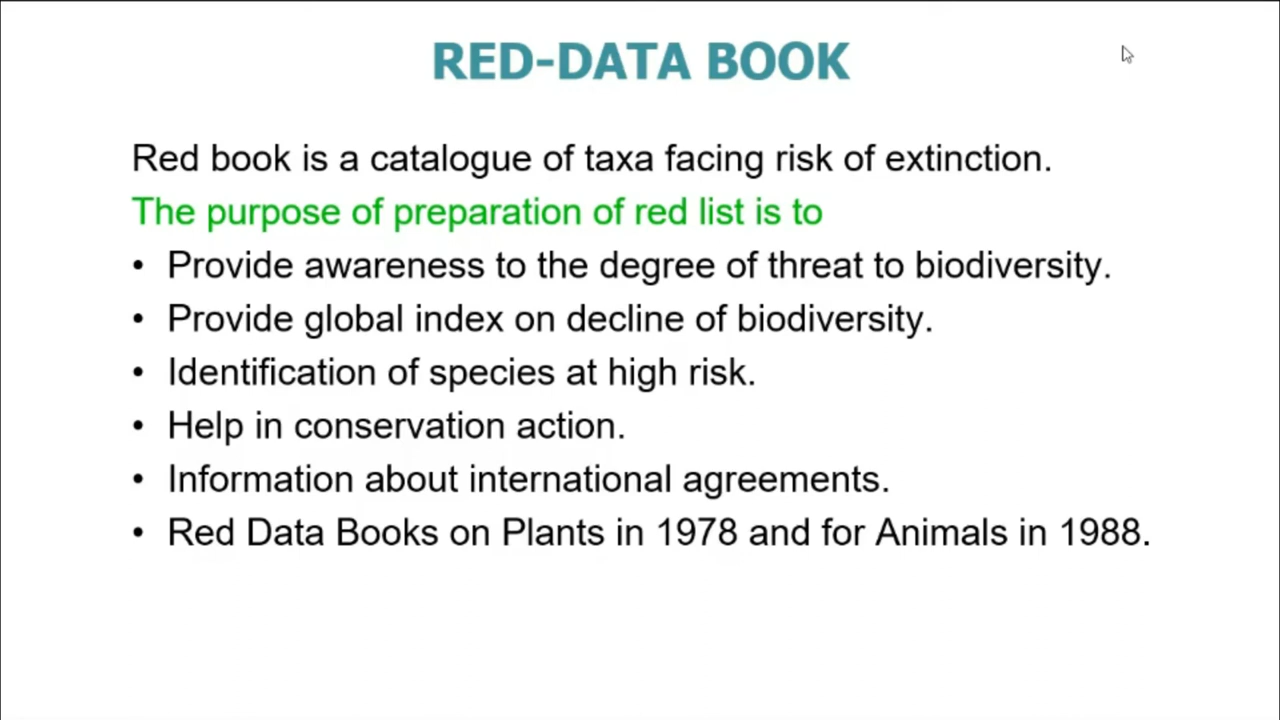 RED-DATA BOOK
Red book is a catalogue of taxa facing risk of extinction.
The purpose of preparation of red list is to
• Provide awareness to the degree of threat to biodiversity.
• Provide global index on decline of biodiversity.
• Identification of species at high risk.
• Help in conservation action.
• Information about international agreements.
• Red Data Books on Plants in 1978 and for Animals in 1988.